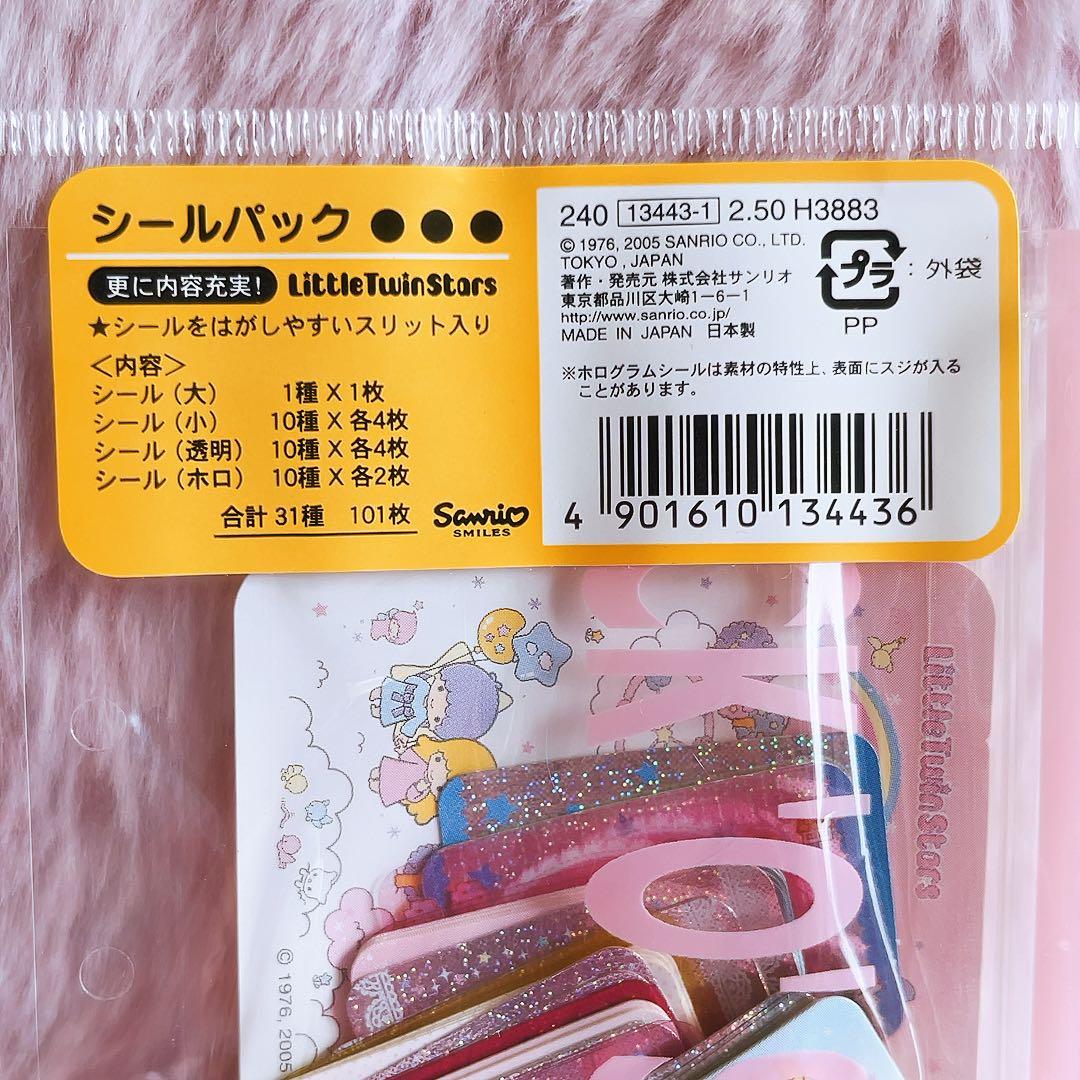 シールパック ●●●
更に内容充実! LittleTwinStars
★シールをはがしやすいスリット入り
<内容>
シール(大) 1種 X 1枚
シール(小) 10種 X 各4枚
シール(透明) 10種 X 各4枚
シール(ホロ) 10種 X 各2枚
合計 31種 101枚
Sanrio
SMILES
240 13443-1 2.50 H3883
© 1976, 2005 SANRIO CO., LTD.
TOKYO, JAPAN
著作・発売元 株式会社サンリオ
東京都品川区大崎1-6-1
http://www.sanrio.co.jp/
MADE IN JAPAN 日本製
プラ : 外袋
PP
※ホログラムシールは素材の特性上、表面にスジが入る
ことがあります。
4 901610 134436
LittleTwinStars
© 1976, 2005